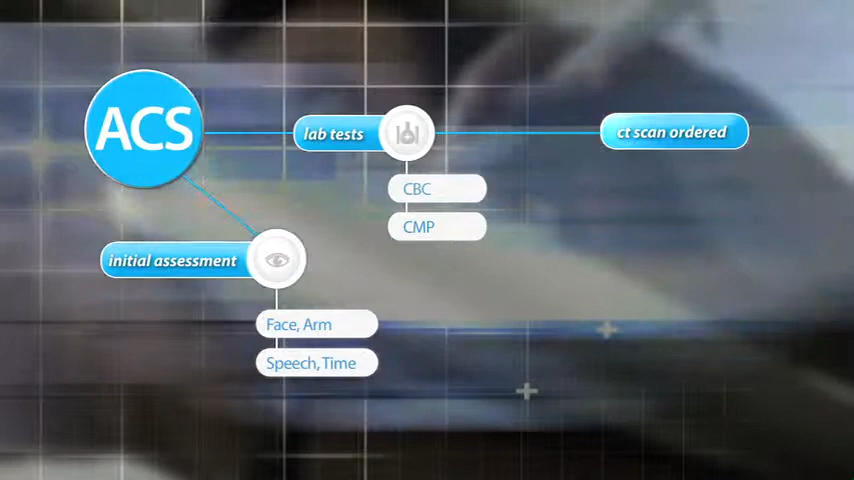 ACS
lab tests
ct scan ordered
CBC
CMP
initial assessment
Face, Arm
Speech, Time